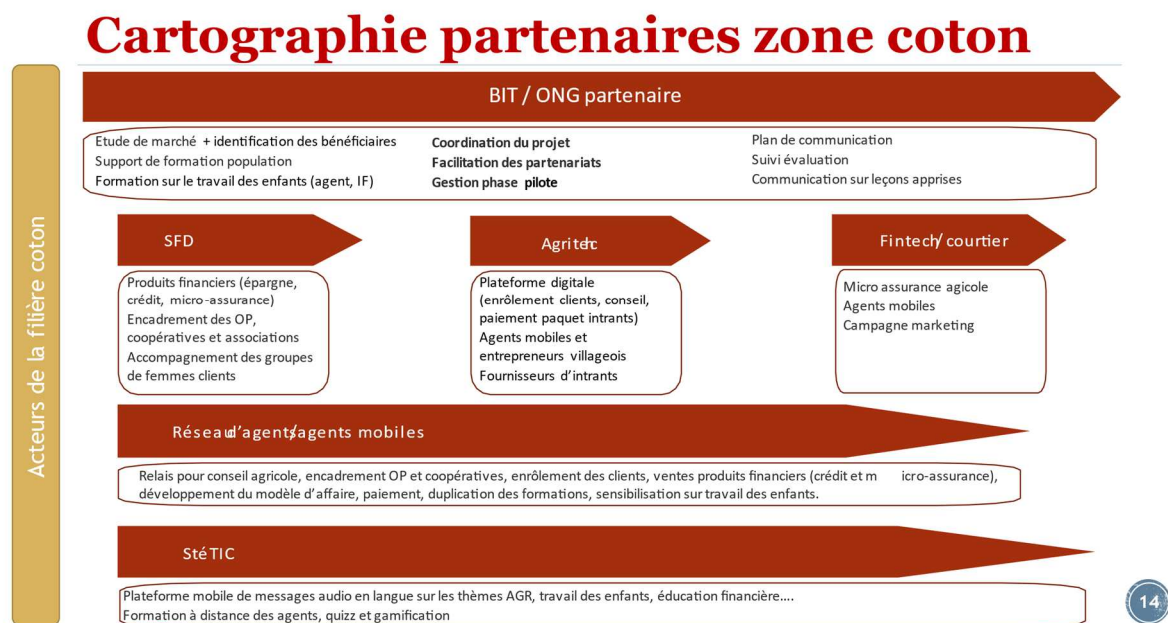 Cartographie partenaires zone coton
Acteurs de la filière coton
BIT / ONG partenaire
Etude de marché + identification des bénéficiaires
Support de formation population
Formation sur le travail des enfants (agent, IF)
Coordination du projet
Facilitation des partenariats
Gestion phase pilote
Plan de communication
Suivi évaluation
Communication sur leçons apprises
SFD
Produits financiers (épargne,
crédit, micro-assurance)
Encadrement des OP,
coopératives et associations
Accompagnement des groupes
de femmes clients
Agritehc
Plateforme digitale
(enrôlement clients, conseil,
paiement paquet intrants)
Agents mobiles et
entrepreneurs villageois
Fournisseurs d'intrants
Fintech/ courtier
Micro assurance agicole
Agents mobiles
Campagne marketing
Réseau d'agents/agents mobiles
Relais pour conseil agricole, encadrement OP et coopératives, enrôlement des clients, ventes produits financiers (crédit et m icro-assurance),
développement du modèle d'affaire, paiement, duplication des formations, sensibilisation sur travail des enfants.
Sté TIC
Plateforme mobile de messages audio en langue sur les thèmes AGR, travail des enfants, éducation financière....
Formation à distance des agents, quizz et gamification
14